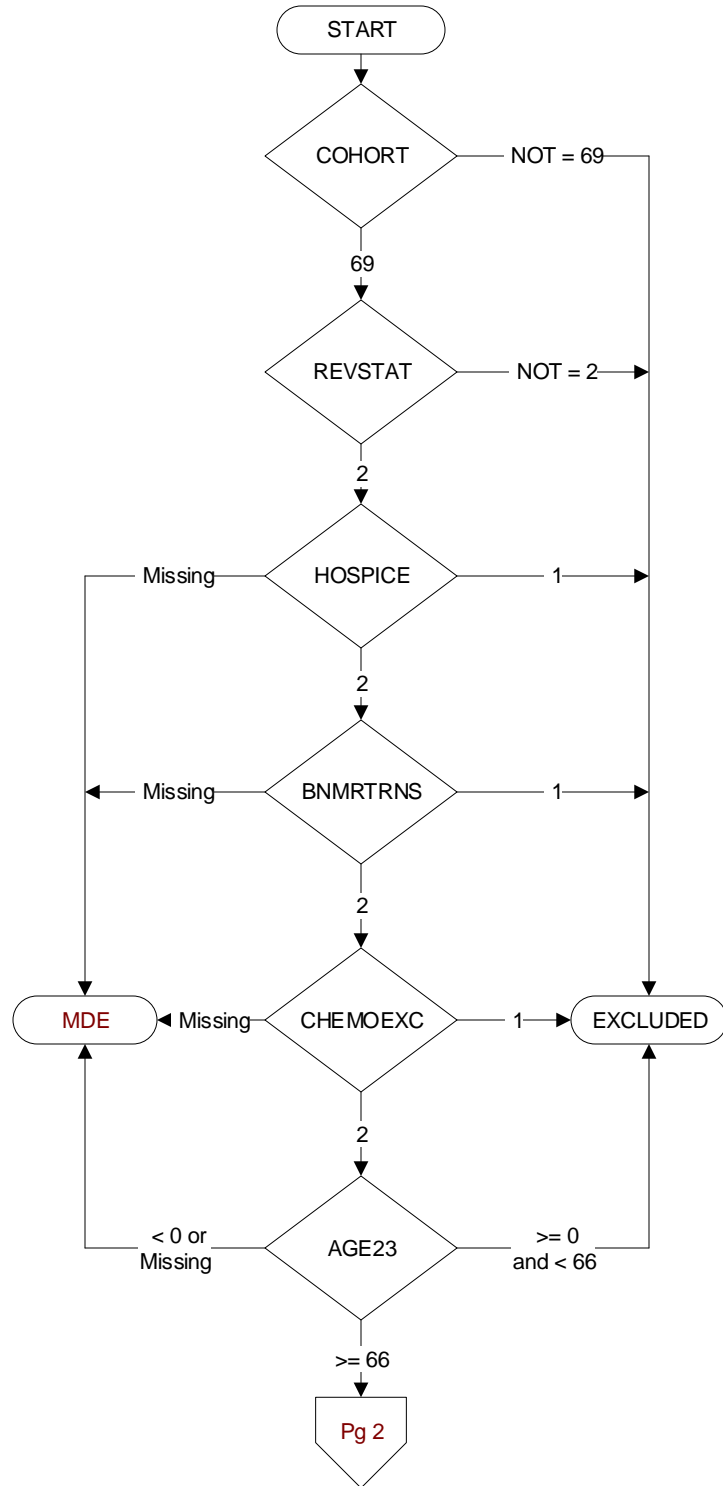 START
COHORT
NOT = 69
69
REVSTAT
NOT = 2
2
Missing
HOSPICE
1
2
Missing
BNMRTRNS
1
2
MDE
Missing
CHEMOEXC
1
EXCLUDED
2
< 0 or
Missing
AGE23
>= 0
and < 66
>= 66
Pg 2